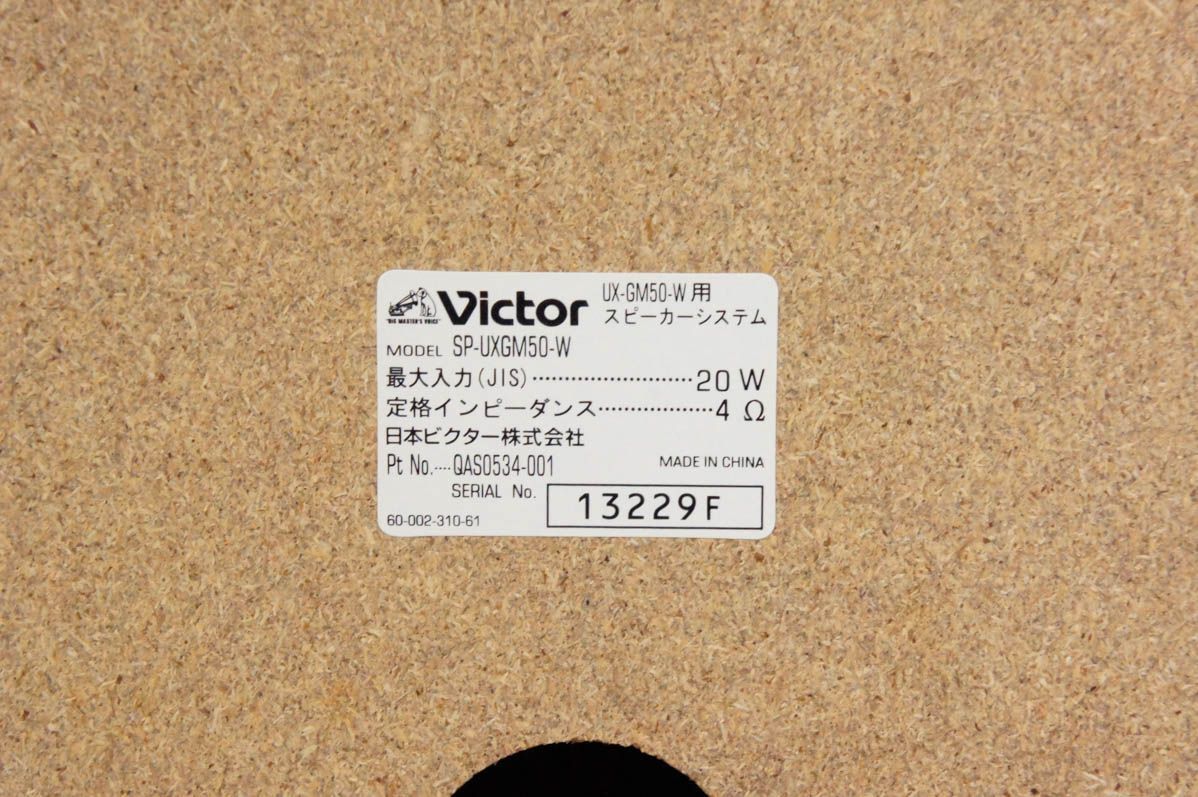 Victor
"HIS MASTER'S VOICE"
UX-GM50-W 用
スピーカーシステム
MODEL SP-UXGM50-W
最大入力(JIS)························20 W
定格インピーダンス·················4 Ω
日本ビクター株式会社
Pt No.····QAS0534-001
MADE IN CHINA
SERIAL No. 13229F
60-002-310-61